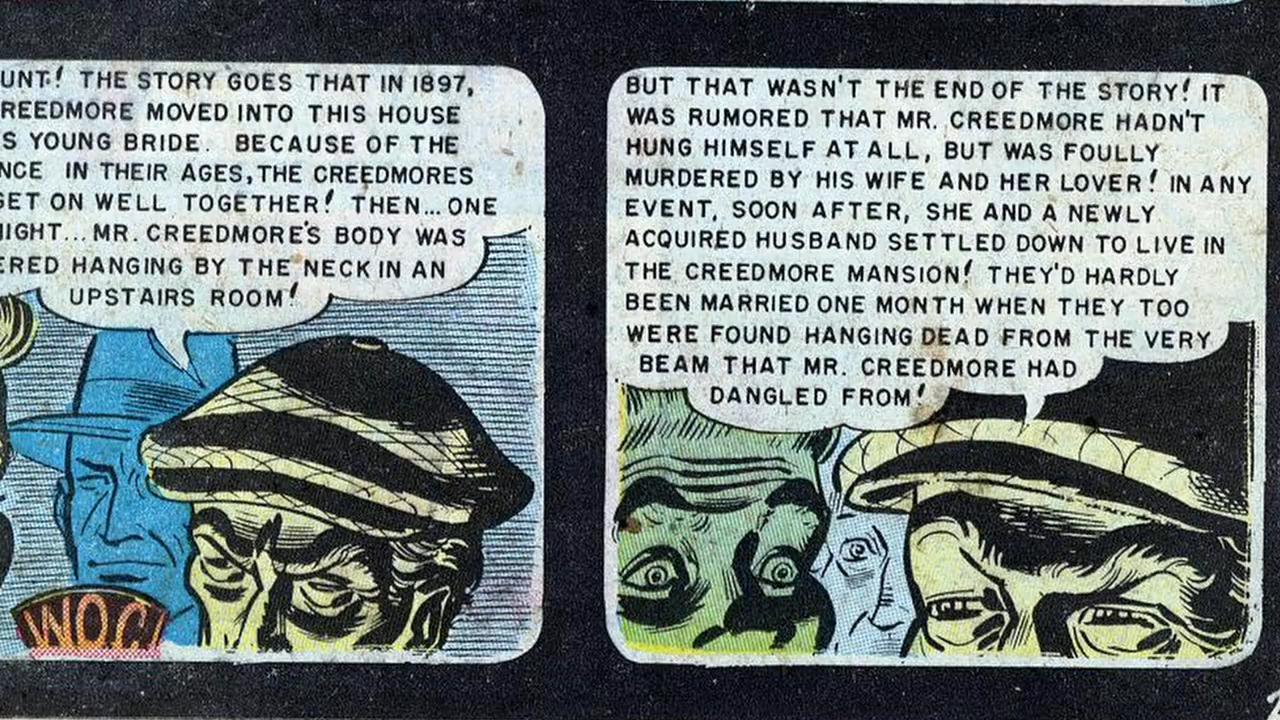 UNT! THE STORY GOES THAT IN 1897,
REEDMORE MOVED INTO THIS HOUSE
S YOUNG BRIDE. BECAUSE OF THE
NCE IN THEIR AGES, THE CREEDMORES
GET ON WELL TOGETHER! THEN...ONE
NIGHT...MR. CREEDMORE'S BODY WAS
ERED HANGING BY THE NECK IN AN
UPSTAIRS ROOM!
WOC
BUT THAT WASN'T THE END OF THE STORY! IT
WAS RUMORED THAT MR. CREEDMORE HADN'T
HUNG HIMSELF AT ALL, BUT WAS FOULLY
MURDERED BY HIS WIFE AND HER LOVER! IN ANY
EVENT, SOON AFTER, SHE AND A NEWLY
ACQUIRED HUSBAND SETTLED DOWN TO LIVE IN
THE CREEDMORE MANSION! THEY'D HARDLY
BEEN MARRIED ONE MONTH WHEN THEY TOO
WERE FOUND HANGING DEAD FROM THE VERY
BEAM THAT MR. CREEDMORE HAD
DANGLED FROM!